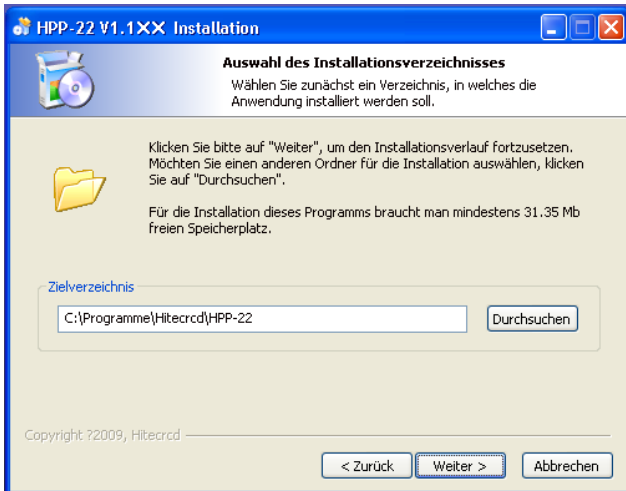 HPP-22 V1.1XX Installation
Auswahl des Installationsverzeichnisses
Wählen Sie zunächst ein Verzeichnis, in welches die
Anwendung installiert werden soll.
Klicken Sie bitte auf "Weiter", um den Installationsverlauf fortzusetzen.
Möchten Sie einen anderen Ordner für die Installation auswählen, klicken
Sie auf "Durchsuchen".
Für die Installation dieses Programms braucht man mindestens 31.35 Mb
freien Speicherplatz.
Zielverzeichnis
C:\Programme\Hitecrcd\HPP-22
Durchsuchen
Copyright ?2009, Hitecrcd
< Zurück
Weiter >
Abbrechen